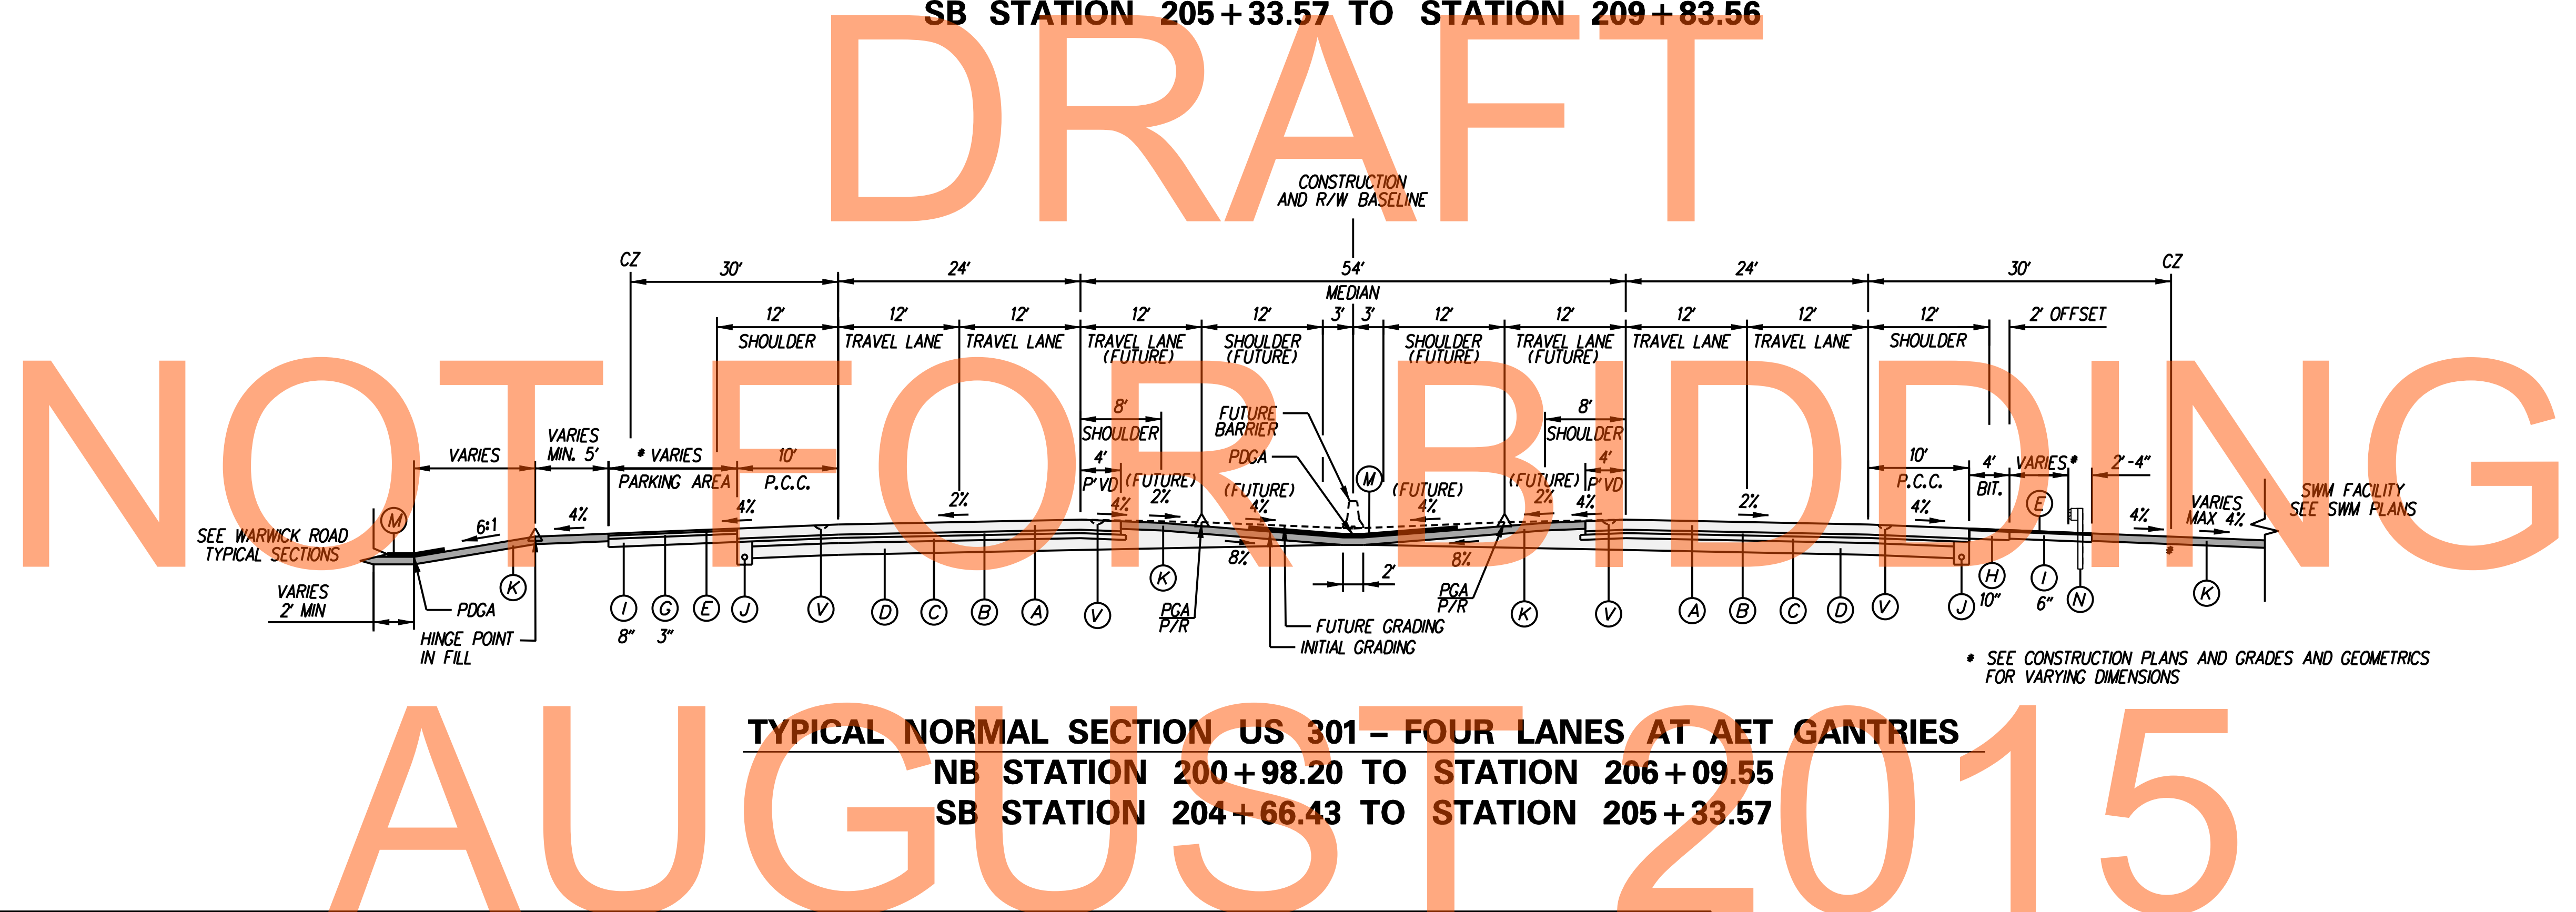 SB STATION 205+33.57 TO STATION 209+83.56
DRAFT
CONSTRUCTION
AND R/W BASELINE
CZ 30' 24' 54' 24' 30' CZ
MEDIAN
12' 12' 12' 12' 12' 3' 3' 12' 12' 12' 12' 12' 2' OFFSET
SHOULDER TRAVEL LANE TRAVEL LANE TRAVEL LANE SHOULDER SHOULDER TRAVEL LANE TRAVEL LANE TRAVEL LANE SHOULDER
(FUTURE) (FUTURE) (FUTURE) (FUTURE)
NOT FOR BIDDING
8' FUTURE 8'
SHOULDER BARRIER SHOULDER
VARIES VARIES * VARIES 10' 4' PDGA 4' 10' 4' VARIES* 2'-4"
MIN. 5'
PARKING AREA P.C.C. P'VD (FUTURE) (FUTURE) M (FUTURE) (FUTURE) P'VD P.C.C. BIT.
SEE WARWICK ROAD
TYPICAL SECTIONS
M 6:1 4% 4% 2% 4% 2% 4% 4% 2% 4% 2% 4% E 4% VARIES
MAX 4%
SWM FACILITY
SEE SWM PLANS
8% 8% *
2'
VARIES
2' MIN
PDGA
HINGE POINT
IN FILL
K I G E J V D C B A V K PGA
P/R
PGA
P/R
K V A B C D V J H I N K
8" 3" 10" 6"
FUTURE GRADING
INITIAL GRADING
* SEE CONSTRUCTION PLANS AND GRADES AND GEOMETRICS
FOR VARYING DIMENSIONS
TYPICAL NORMAL SECTION US 301 – FOUR LANES AT AET GANTRIES
NB STATION 200+98.20 TO STATION 206+09.55
SB STATION 204+66.43 TO STATION 205+33.57
AUGUST 2015